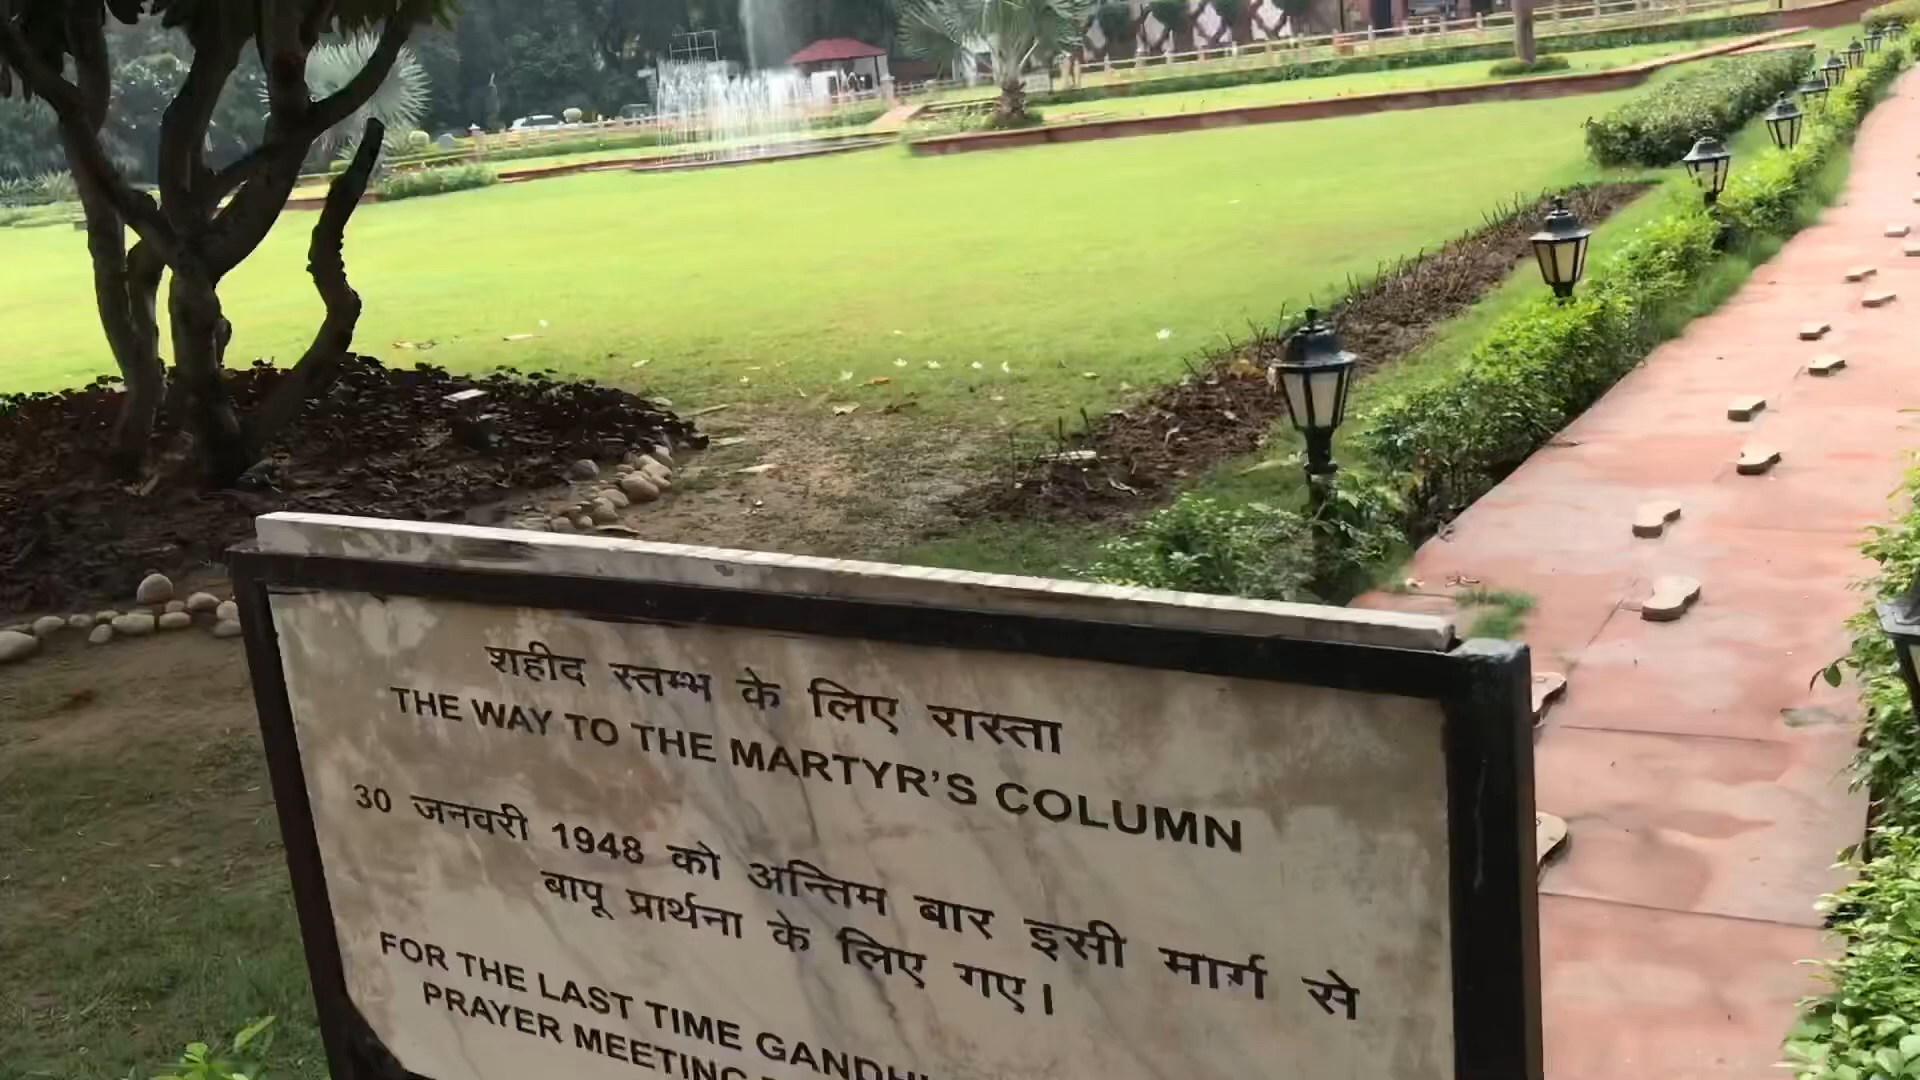 शहीद स्तम्भ के लिए रास्ता
THE WAY TO THE MARTYR'S COLUMN
30 जनवरी 1948 को अन्तिम बार इसी मार्ग से
बापू प्रार्थना के लिए गए।
FOR THE LAST TIME GANDHI
PRAYER MEETING